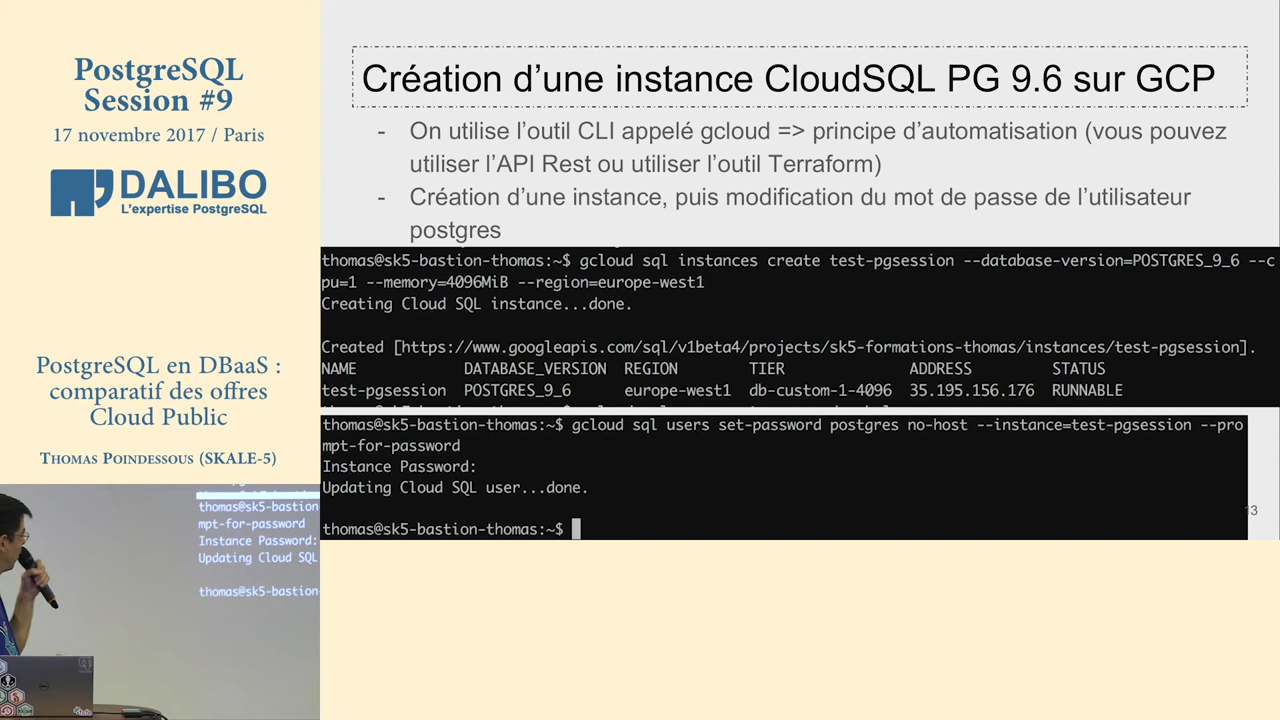 PostgreSQL
Session #9
17 novembre 2017 / Paris
DALIBO
L'expertise PostgreSQL
PostgreSQL en DBaaS :
comparatif des offres
Cloud Public
THOMAS POINDESSOUS (SKALE-5)
Création d'une instance CloudSQL PG 9.6 sur GCP
- On utilise l'outil CLI appelé gcloud => principe d'automatisation (vous pouvez
utiliser l'API Rest ou utiliser l'outil Terraform)
- Création d'une instance, puis modification du mot de passe de l'utilisateur
postgres
thomas@sk5-bastion-thomas:~$ gcloud sql instances create test-pgsession --database-version=POSTGRES_9_6 --c
pu=1 --memory=4096MiB --region=europe-west1
Creating Cloud SQL instance...done.
Created [https://www.googleapis.com/sql/v1beta4/projects/sk5-formations-thomas/instances/test-pgsession].
NAME DATABASE_VERSION REGION TIER ADDRESS STATUS
test-pgsession POSTGRES_9_6 europe-west1 db-custom-1-4096 35.195.156.176 RUNNABLE
thomas@sk5-bastion-thomas:~$ gcloud sql users set-password postgres no-host --instance=test-pgsession --pro
mpt-for-password
Instance Password:
Updating Cloud SQL user...done.
thomas@sk5-bastion-thomas:~$
13
thomas@sk5-bastion
mpt-for-password
Instance Password:
Updating Cloud SQL
thomas@sk5-bastion